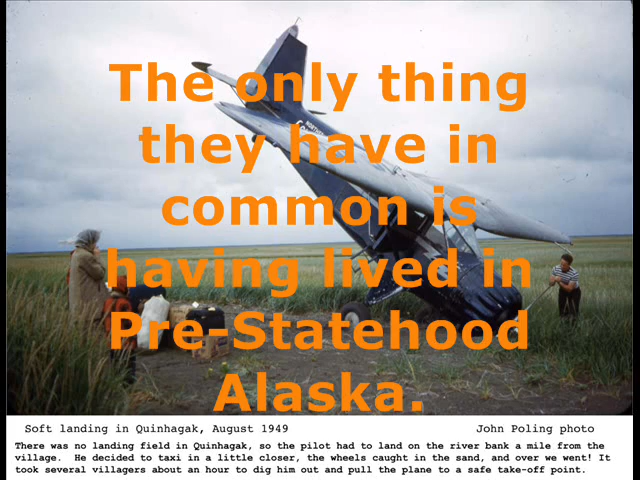 The only thing
they have in
common is
having lived in
Pre-Statehood
Alaska.
Soft landing in Quinhagak, August 1949 John Poling photo
There was no landing field in Quinhagak, so the pilot had to land on the river bank a mile from the
village. He decided to taxi in a little closer, the wheels caught in the sand, and over we went! It
took several villagers about an hour to dig him out and pull the plane to a safe take-off point.